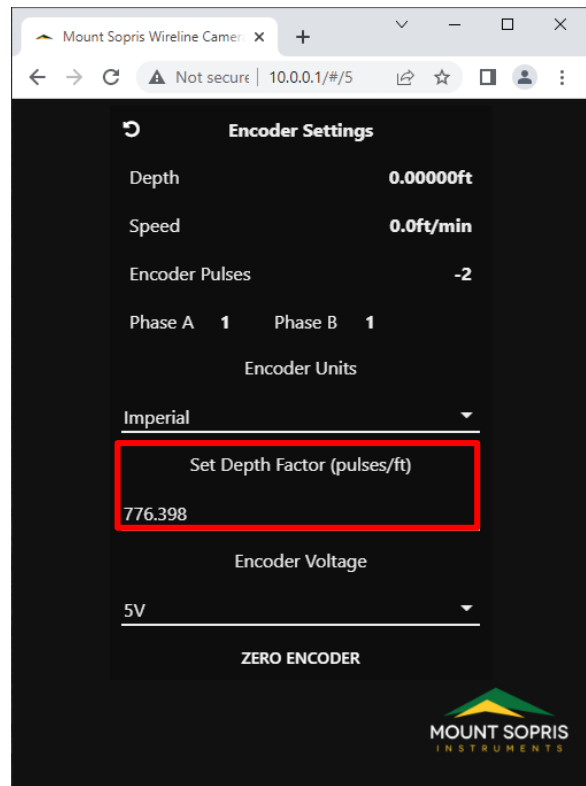 Mount Sopris Wireline Camer
Not secure 10.0.0.1/#/5
Encoder Settings
Depth 0.00000ft
Speed 0.0ft/min
Encoder Pulses -2
Phase A 1 Phase B 1
Encoder Units
Imperial
Set Depth Factor (pulses/ft)
776.398
Encoder Voltage
5V
ZERO ENCODER
MOUNT SOPRIS
INSTRUMENTS